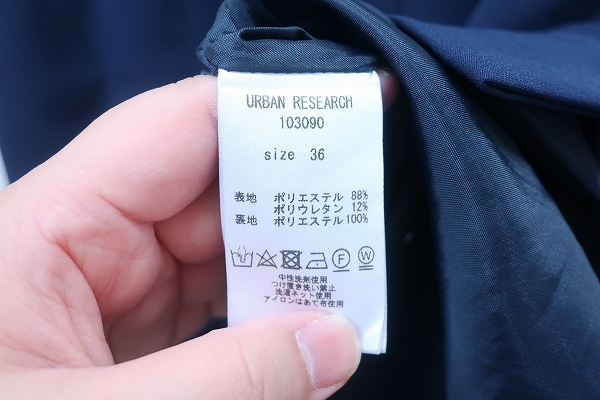 URBAN RESEARCH
103090
size 36
表地 ポリエステル 88%
ポリウレタン 12%
裏地 ポリエステル 100%
F W
中性洗剤使用
つけ置き洗い禁止
洗濯ネット使用
アイロンはあて布使用